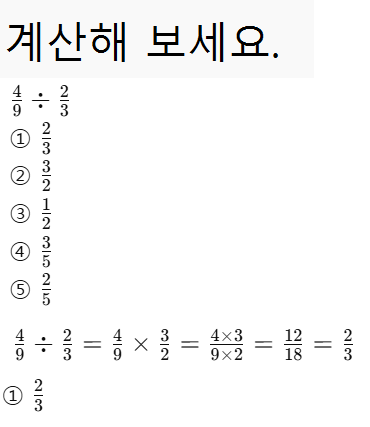 계산해 보세요.
4/9 ÷ 2/3
① 2/3
② 3/2
③ 1/2
④ 3/5
⑤ 2/5
4/9 ÷ 2/3 = 4/9 × 3/2 = 4×3/9×2 = 12/18 = 2/3
① 2/3